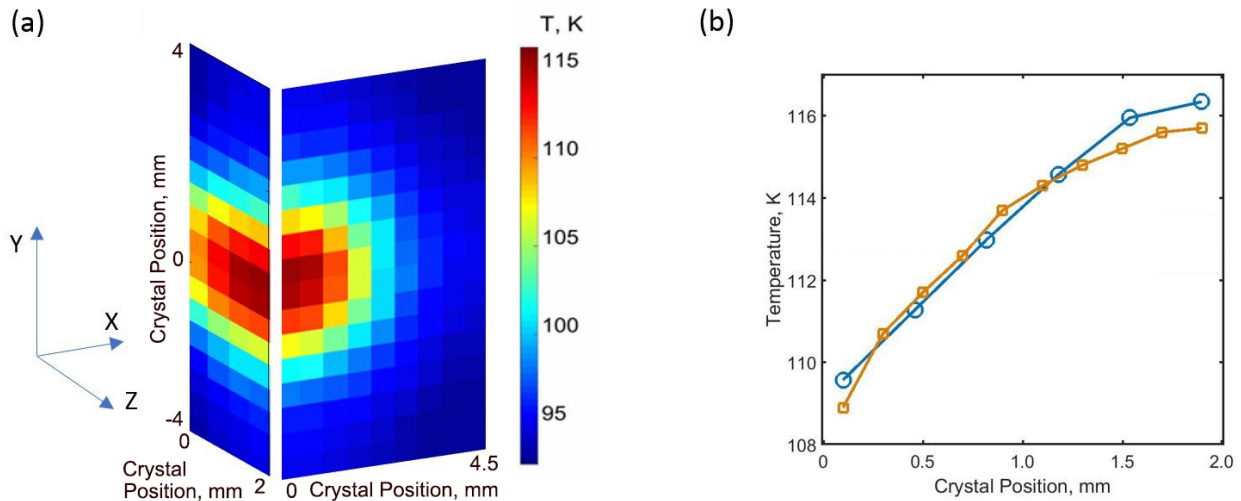 (a)
T, K
4
115
110
105
100
95
Crystal Position, mm
0
-4
Y
X
Z
0
Crystal
Position, mm
2
0
Crystal Position, mm
4.5
(b)
116
114
112
110
108
Temperature, K
0
0.5
1.0
1.5
2.0
Crystal Position, mm